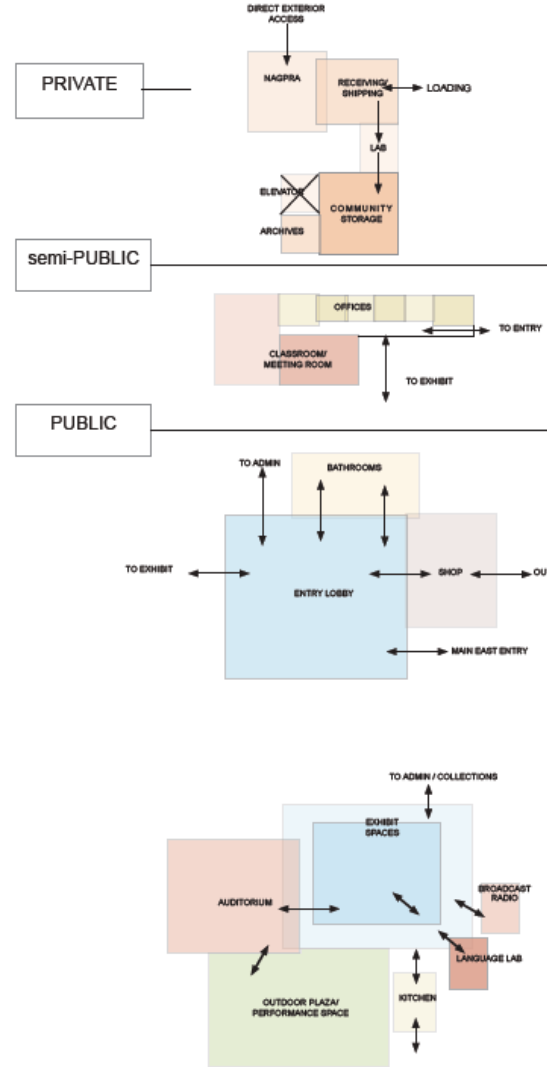 DIRECT EXTERIOR
ACCESS
PRIVATE
NAGPRA
RECEIVING/
SHIPPING
LOADING
LAB
ELEVATOR
COMMUNITY
STORAGE
ARCHIVES
semi-PUBLIC
OFFICES
TO ENTRY
CLASSROOM/
MEETING ROOM
TO EXHIBIT
PUBLIC
TO ADMIN
BATHROOMS
TO EXHIBIT
SHOP
OU
ENTRY LOBBY
MAIN EAST ENTRY
TO ADMIN / COLLECTIONS
EXHIBIT
SPACES
BROADCAST
RADIO
AUDITORIUM
LANGUAGE LAB
OUTDOOR PLAZA/
PERFORMANCE SPACE
KITCHEN